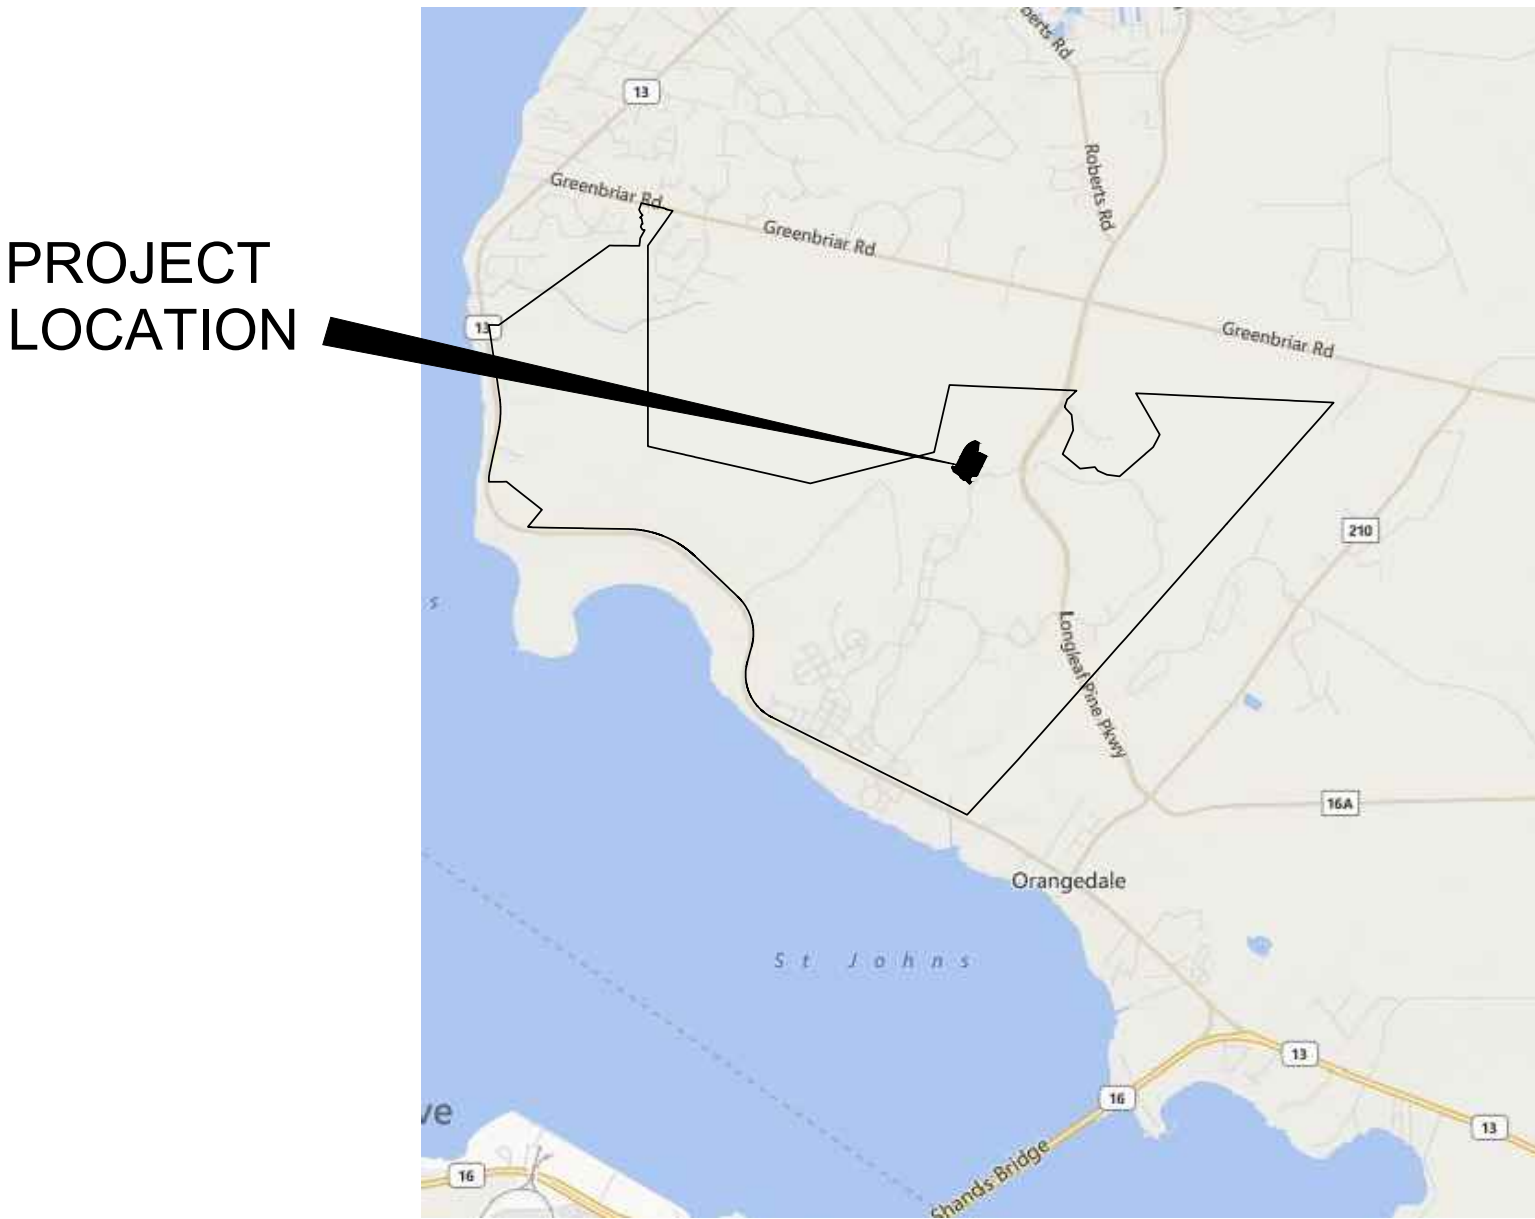 PROJECT
LOCATION
Roberts Rd
13
Greenbriar Rd
Greenbriar Rd
Roberts Rd
13
Greenbriar Rd
210
s
Longleaf Pine Pkwy
16A
Orangedale
St Johns
13
16
ve
13
16
Shands Bridge